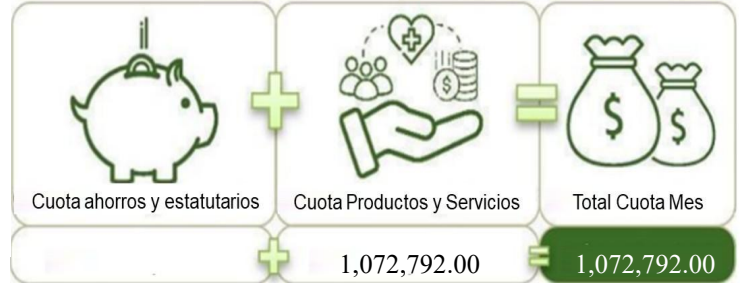 Cuota ahorros y estatutarios
Cuota Productos y Servicios
Total Cuota Mes
1,072,792.00
1,072,792.00